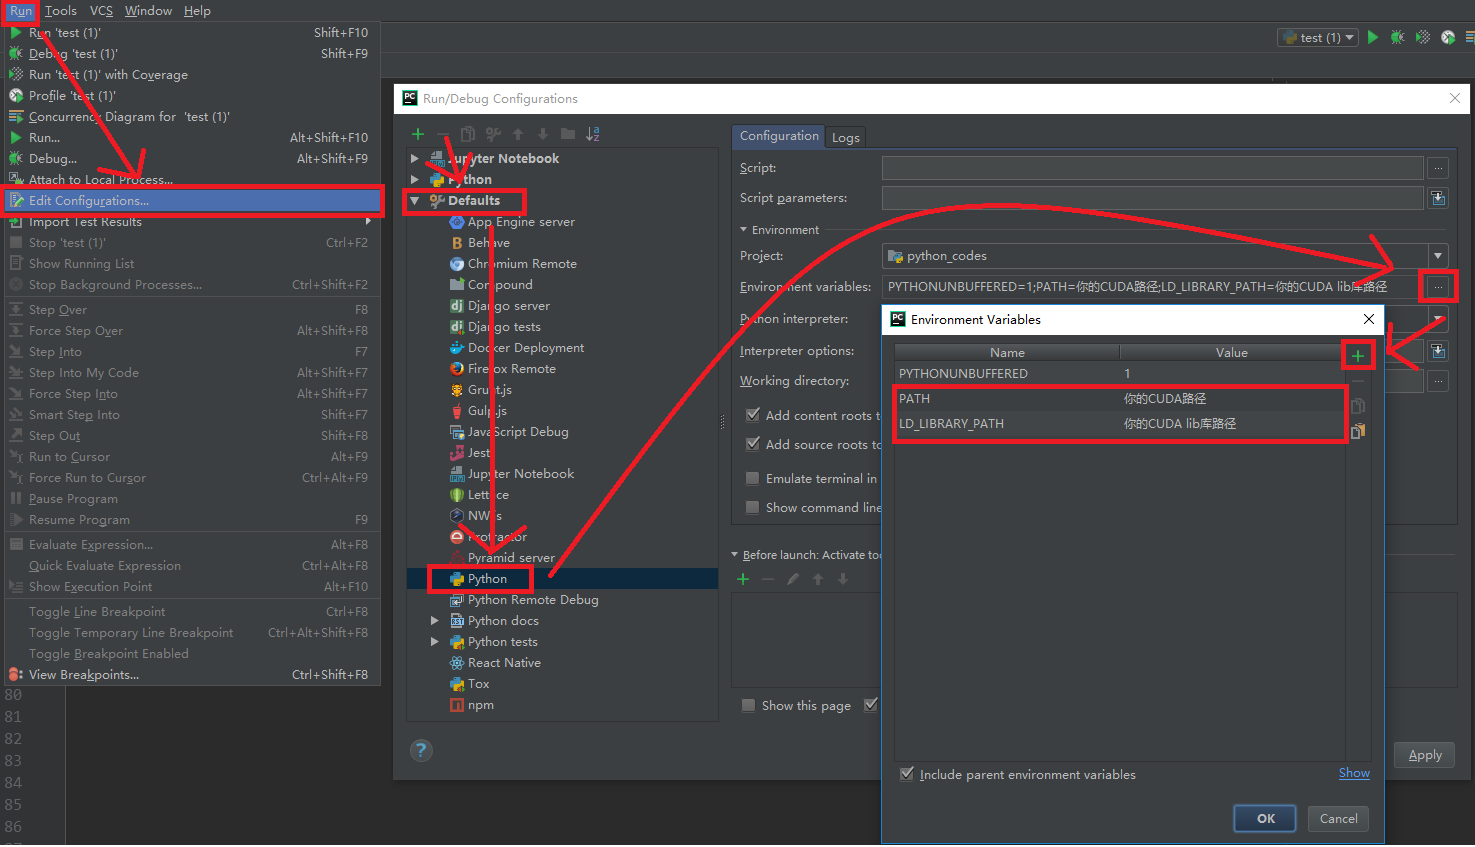 Run Tools VCS Window Help
Run 'test (1)' Shift+F10
Debug 'test (1)' Shift+F9
Run 'test (1)' with Coverage
Profile 'test (1)'
Concurrency Diagram for 'test (1)'
Run... Alt+Shift+F10
Debug... Alt+Shift+F9
Attach to Local Process...
Edit Configurations...
Import Test Results
Stop 'test (1)' Ctrl+F2
Show Running List
Stop Background Processes... Ctrl+Shift+F2
Step Over F8
Force Step Over Alt+Shift+F8
Step Into F7
Step Into My Code Alt+Shift+F7
Force Step Into Alt+Shift+F7
Smart Step Into Shift+F7
Step Out Shift+F8
Run to Cursor Alt+F9
Force Run to Cursor Ctrl+Alt+F9
Pause Program
Resume Program F9
Evaluate Expression... Alt+F8
Quick Evaluate Expression Ctrl+Alt+F8
Show Execution Point Alt+F10
Toggle Line Breakpoint Ctrl+F8
Toggle Temporary Line Breakpoint Ctrl+Alt+Shift+F8
Toggle Breakpoint Enabled
View Breakpoints... Ctrl+Shift+F8
80
81
82
83
84
85
86
test (1)
PC Run/Debug Configurations
Jupyter Notebook
Python
Defaults
App Engine server
Behave
Chromium Remote
Compound
Django server
Django tests
Docker Deployment
Firefox Remote
Grunt.js
Gulp.js
JavaScript Debug
Jest
Jupyter Notebook
Lettuce
NW.js
Protractor
Pyramid server
Python
Python Remote Debug
Python docs
Python tests
React Native
Tox
npm
?
Configuration Logs
Script: ...
Script parameters:
Environment
Project: python_codes
Environment variables: PYTHONUNBUFFERED=1;PATH=你的CUDA路径;LD_LIBRARY_PATH=你的CUDA lib库路径 ...
Python interpreter:
Interpreter options:
Working directory: ...
Add content roots to
Add source roots to
Emulate terminal in
Show command line
Before launch: Activate too
Show this page
Apply
PC Environment Variables
Name Value
PYTHONUNBUFFERED 1
PATH 你的CUDA路径
LD_LIBRARY_PATH 你的CUDA lib库路径
Include parent environment variables Show
OK Cancel